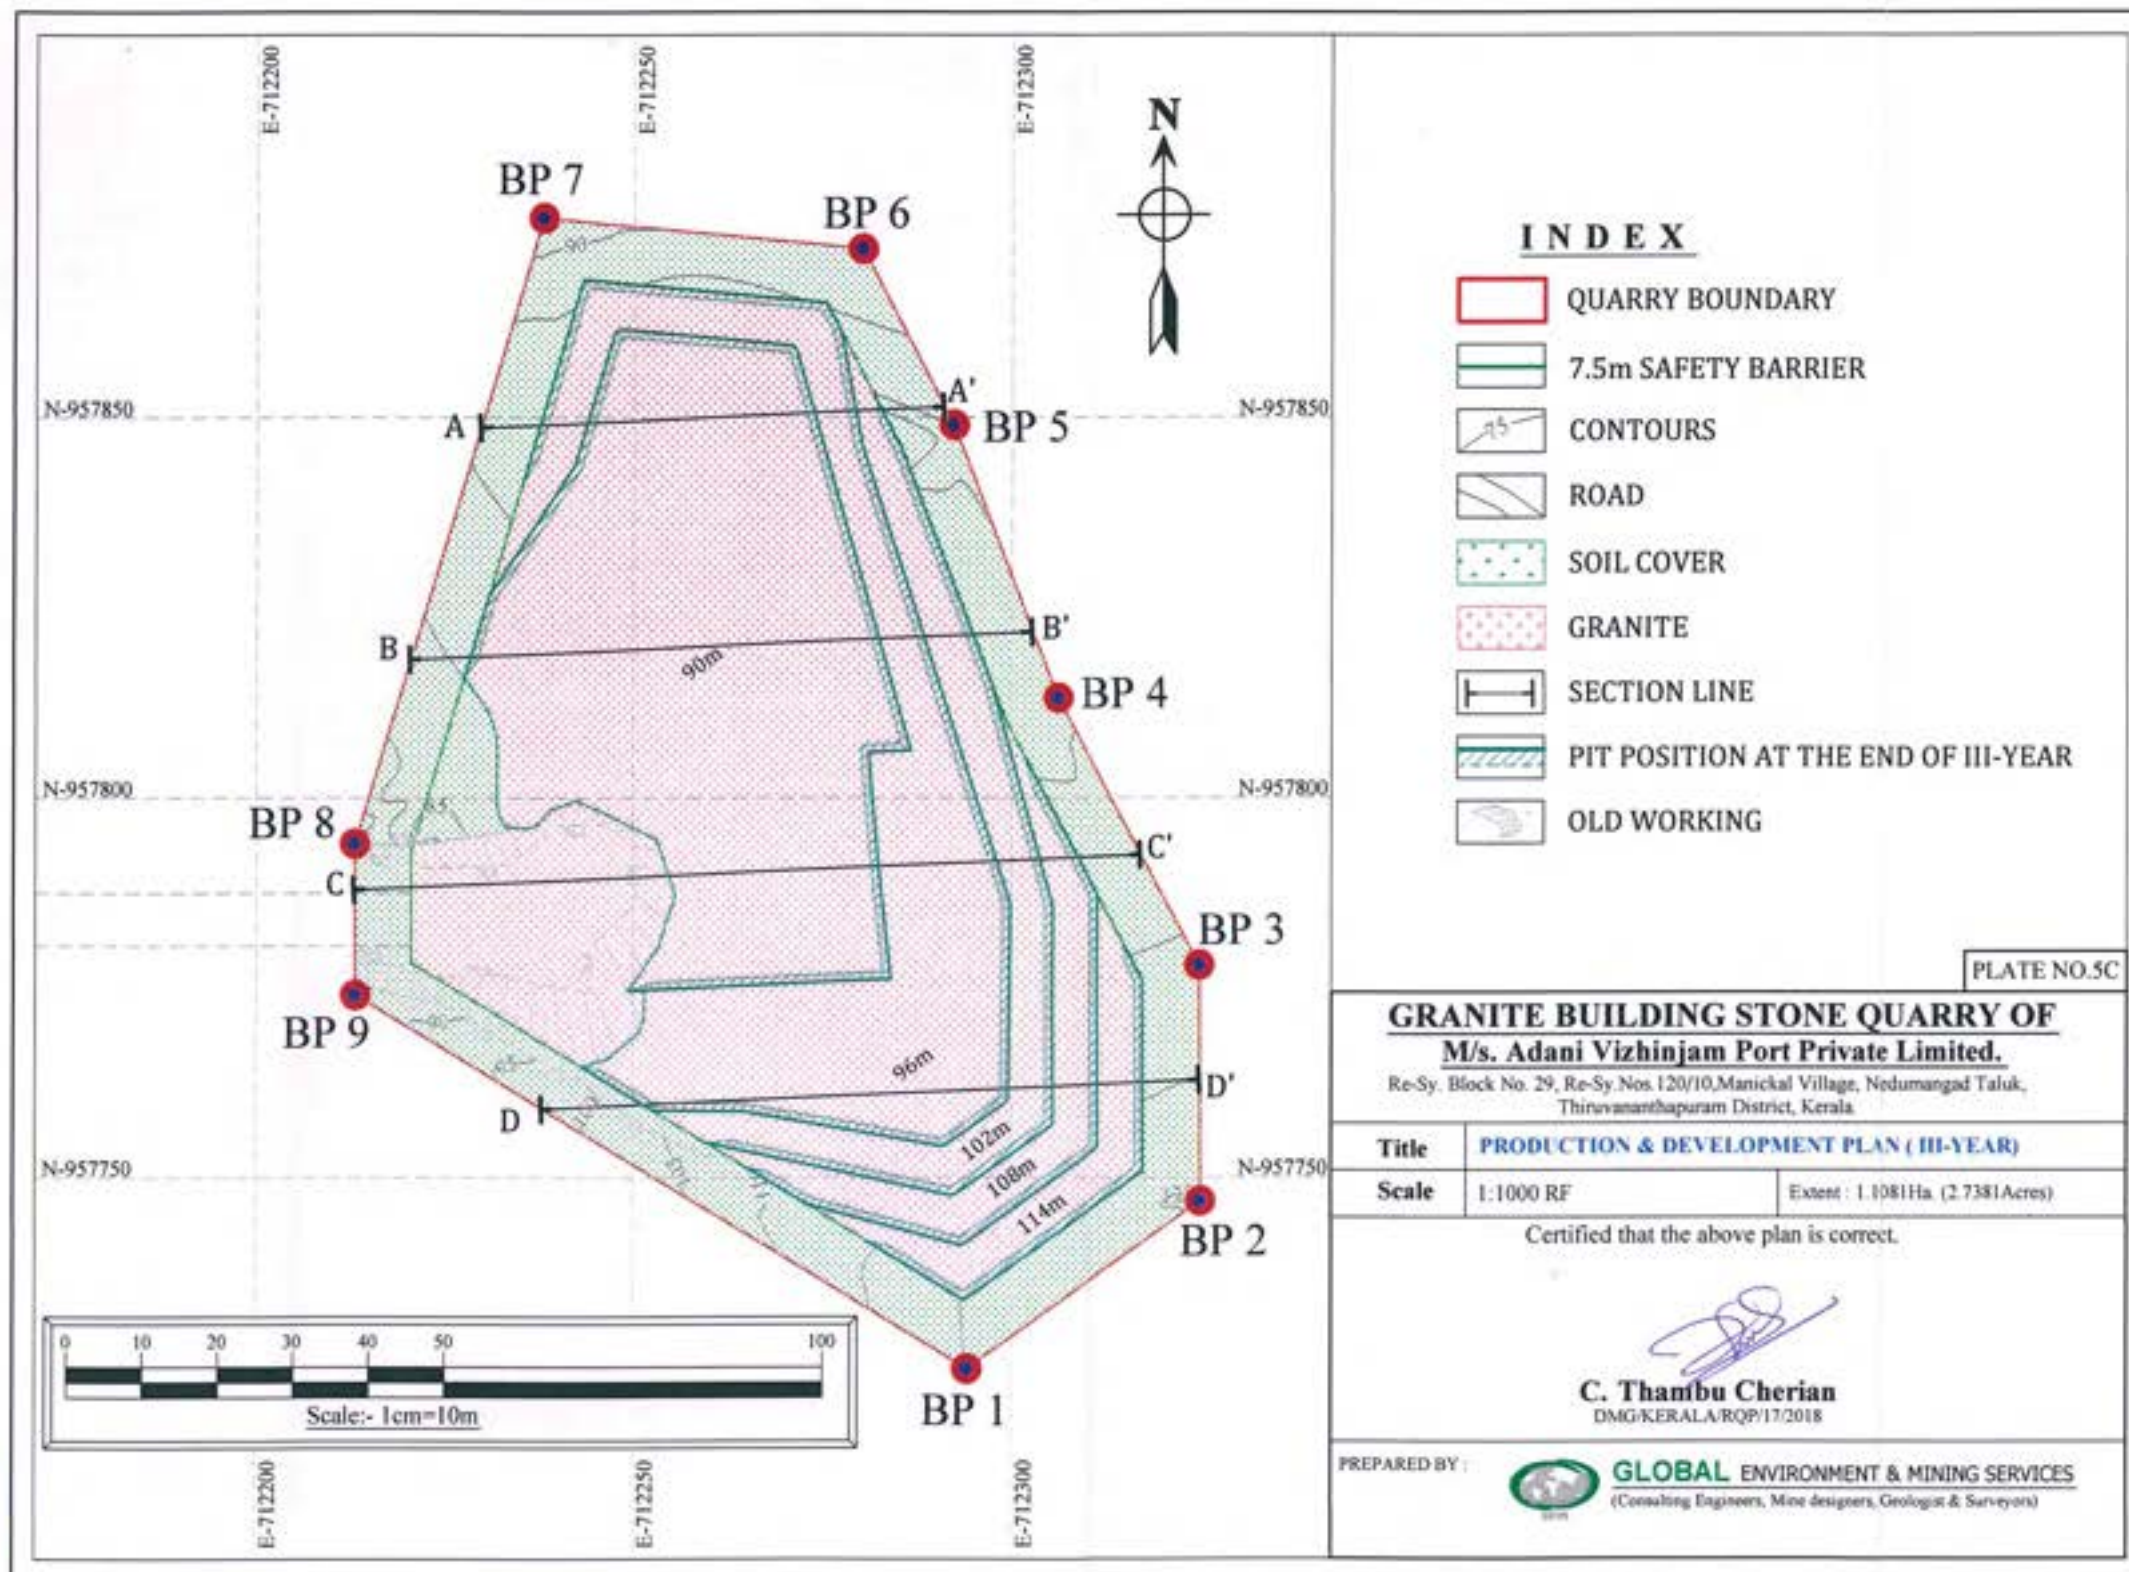 E-712200
E-712250
E-712300
N
BP 7
BP 6
90
N-957850
N-957850
A
A'
BP 5
B
B'
90m
BP 4
N-957800
N-957800
BP 8
C
C'
BP 3
BP 9
96m
D
D'
102m
N-957750
N-957750
108m
114m
BP 2
BP 1
0 10 20 30 40 50 100
Scale:- 1cm=10m
E-712200
E-712250
E-712300
INDEX
QUARRY BOUNDARY
7.5m SAFETY BARRIER
75
CONTOURS
ROAD
SOIL COVER
GRANITE
SECTION LINE
PIT POSITION AT THE END OF III-YEAR
OLD WORKING
PLATE NO.5C
GRANITE BUILDING STONE QUARRY OF
M/s. Adani Vizhinjam Port Private Limited.
Re-Sy. Block No. 29, Re-Sy.Nos.120/10,Manickal Village, Nedumangad Taluk,
Thiruvananthapuram District, Kerala.
Title PRODUCTION & DEVELOPMENT PLAN ( III-YEAR)
Scale 1:1000 RF Extent : 1.1081Ha. (2.7381Acres)
Certified that the above plan is correct.
C. Thambu Cherian
DMG/KERALA/RQP/17/2018
PREPARED BY :
GLOBAL ENVIRONMENT & MINING SERVICES
(Consulting Engineers, Mine designers, Geologist & Surveyors)